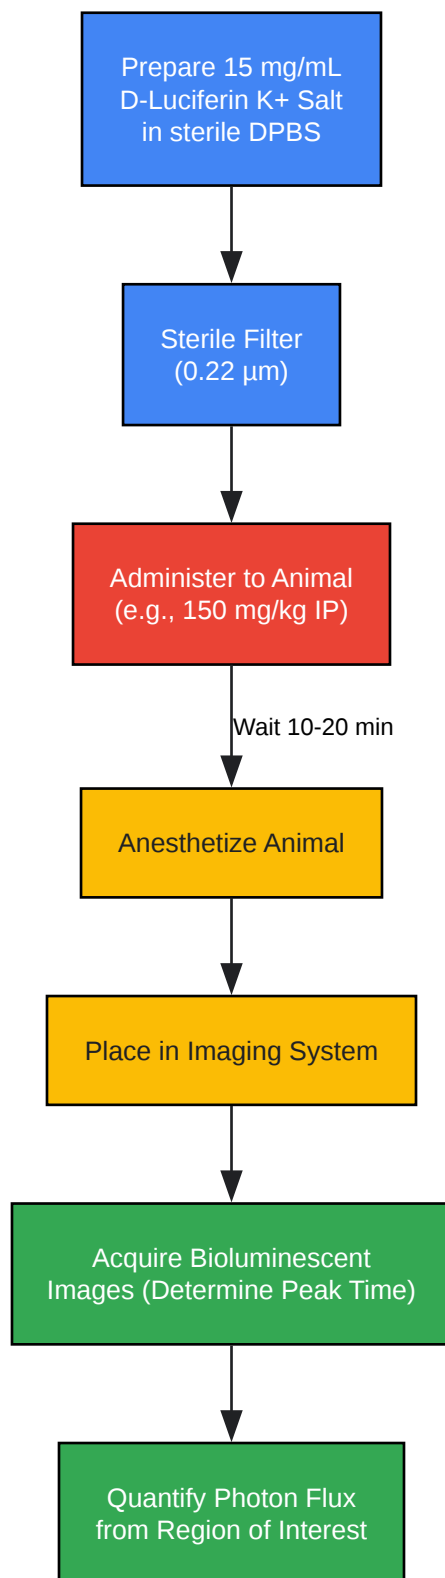 Prepare 15 mg/mL
D-Luciferin K+ Salt
in sterile DPBS
Sterile Filter
(0.22 µm)
Administer to Animal
(e.g., 150 mg/kg IP)
Wait 10-20 min
Anesthetize Animal
Place in Imaging System
Acquire Bioluminescent
Images (Determine Peak Time)
Quantify Photon Flux
from Region of Interest